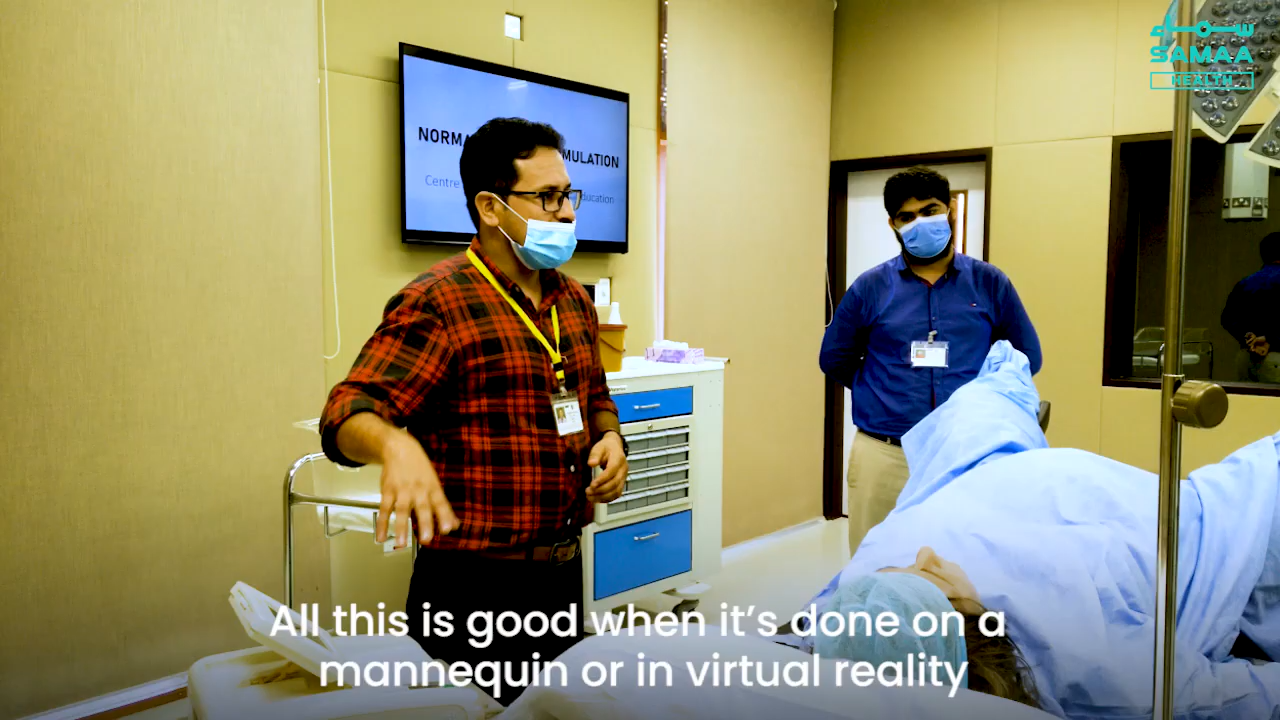 سماء
SAMAA
HEALTH
NORMA MULATION
Centre ducation
All this is good when it’s done on a
mannequin or in virtual reality